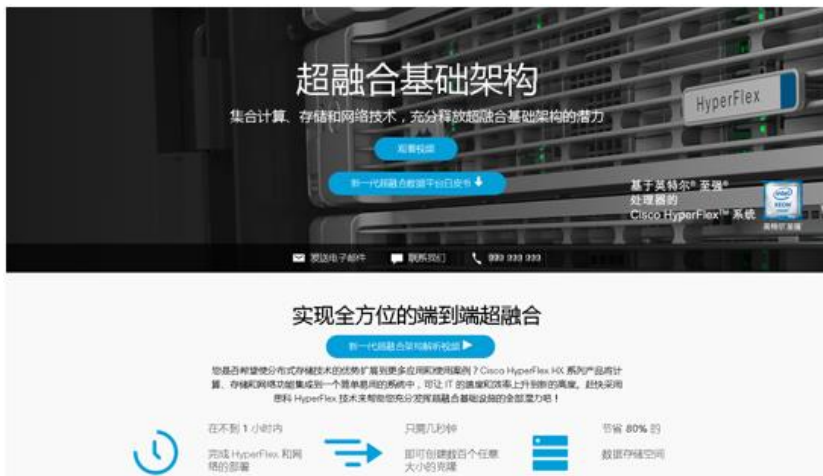 超融合基础架构
HyperFlex
集合计算、存储和网络技术，充分释放超融合基础架构的潜力
观看视频
新一代超融合数据平台白皮书
基于英特尔® 至强®
处理器的
Cisco HyperFlex™ 系统
intel
XEON
英特尔至强
发送电子邮件
联系我们
999 999 999
实现全方位的端到端超融合
新一代超融合架构解析视频
您是否希望使分布式存储技术的优势扩展到更多应用和使用案例？Cisco HyperFlex HX 系列产品将计
算、存储和网络功能集成到一个简单易用的系统中，可让 IT 的速度和效率上升到新的高度。赶快采用
思科 HyperFlex 技术来帮助您充分发挥超融合基础设施的全部潜力吧！
在不到 1 小时内
完成 HyperFlex 和网
络的部署
只需几秒钟
即可创建数百个任意
大小的克隆
节省 80% 的
数据存储空间